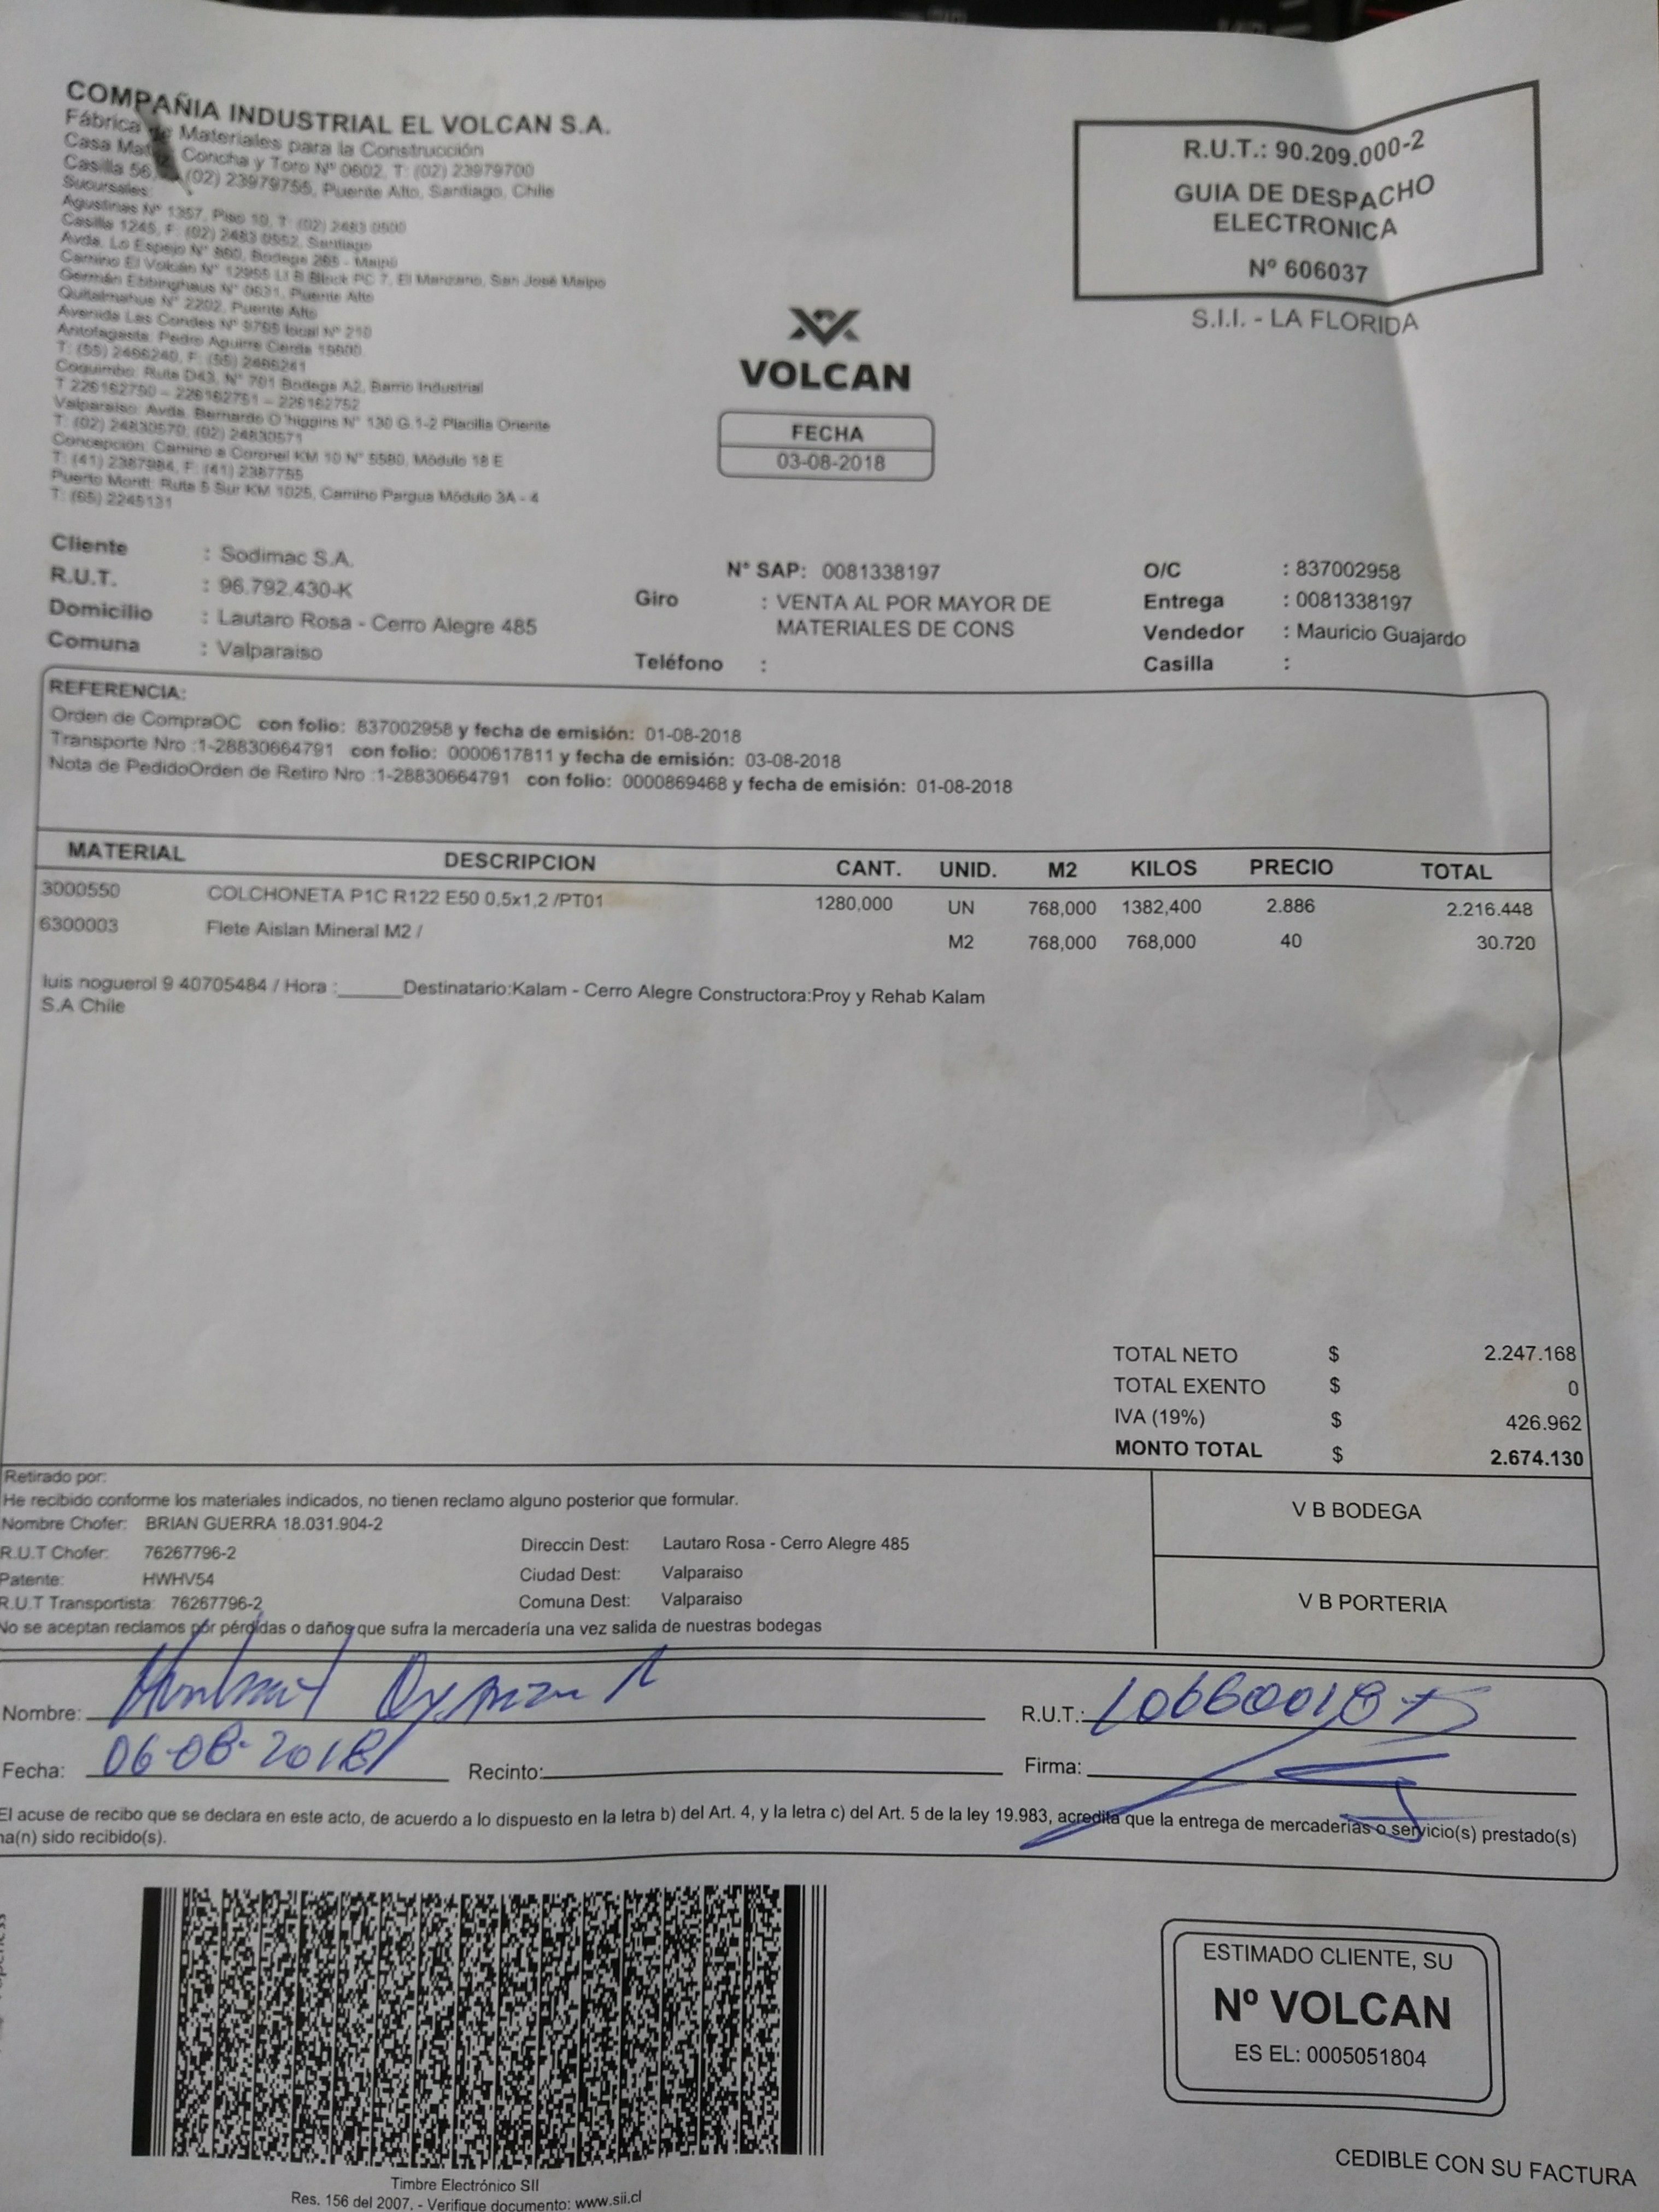 COMPAÑIA INDUSTRIAL EL VOLCAN S.A.
Fábrica de Materiales para la Construcción
Casa Matriz Concha y Toro Nº 0602, T: (02) 23979700
Casilla 56, (02) 23979755, Puente Alto, Santiago, Chile
Sucursales:
Agustinas Nº 1357, Piso 10, T: (02) 2483 0500
Casilla 1245, F: (02) 2483 0552, Santiago
Avda. Lo Espejo N° 860, Bodega 285 - Maipú
Camino El Volcán N° 12955 Block PC 7, El Manzano, San José Maipo
Germán Ebbinghaus N° 0631, Puente Alto
Quitalmahue N° 2202, Puente Alto
Avenida Las Condes N° 9765 local N° 210
Antofagasta: Pedro Aguirre Cerda
T: (55) 2466240, F: (55) 2466241
Coquimbo: Ruta D43, N° 701 Bodega A2, Barrio Industrial
T 226162750 – 226162751 – 226162752
Valparaiso: Avda. Bernardo O'higgins N° 130 G.1-2 Placilla Oriente
T: (02) 24830570, (02) 24830571
Concepción: Camino a Coronel KM 10 N° 5580, Módulo 18 E
T: (41) 2387984, F: (41) 2387755
Puerto Montt: Ruta 5 Sur KM 1025, Camino Pargua Módulo 3A - 4
T: (65) 2245131
R.U.T.: 90.209.000-2
GUIA DE DESPACHO
ELECTRONICA
Nº 606037
S.I.I. - LA FLORIDA
VOLCAN
FECHA
03-08-2018
Cliente : Sodimac S.A.
R.U.T. : 96.792.430-K
Domicilio : Lautaro Rosa - Cerro Alegre 485
Comuna : Valparaiso
N° SAP: 0081338197
Giro : VENTA AL POR MAYOR DE
MATERIALES DE CONS
Teléfono :
O/C : 837002958
Entrega : 0081338197
Vendedor : Mauricio Guajardo
Casilla :
REFERENCIA:
Orden de CompraOC con folio: 837002958 y fecha de emisión: 01-08-2018
Transporte Nro :1-28830664791 con folio: 0000617811 y fecha de emisión: 03-08-2018
Nota de PedidoOrden de Retiro Nro :1-28830664791 con folio: 0000869468 y fecha de emisión: 01-08-2018
MATERIAL DESCRIPCION CANT. UNID. M2 KILOS PRECIO TOTAL
3000550 COLCHONETA P1C R122 E50 0,5x1,2 /PT01 1280,000 UN 768,000 1382,400 2.886 2.216.448
6300003 Flete Aislan Mineral M2 / M2 768,000 768,000 40 30.720
luis noguerol 9 40705484 / Hora :______Destinatario:Kalam - Cerro Alegre Constructora:Proy y Rehab Kalam
S.A Chile
TOTAL NETO $ 2.247.168
TOTAL EXENTO $ 0
IVA (19%) $ 426.962
MONTO TOTAL $ 2.674.130
Retirado por:
He recibido conforme los materiales indicados, no tienen reclamo alguno posterior que formular.
Nombre Chofer: BRIAN GUERRA 18.031.904-2
R.U.T Chofer: 76267796-2
Patente: HWHV54
R.U.T Transportista: 76267796-2
Direccin Dest: Lautaro Rosa - Cerro Alegre 485
Ciudad Dest: Valparaiso
Comuna Dest: Valparaiso
No se aceptan reclamos por pérdidas o daños que sufra la mercadería una vez salida de nuestras bodegas
V B BODEGA
V B PORTERIA
Nombre:
R.U.T.:
Fecha: 06-08-2018
Recinto:
Firma:
El acuse de recibo que se declara en este acto, de acuerdo a lo dispuesto en la letra b) del Art. 4, y la letra c) del Art. 5 de la ley 19.983, acredita que la entrega de mercaderías o servicio(s) prestado(s)
ha(n) sido recibido(s).
Timbre Electrónico SII
Res. 156 del 2007. - Verifique documento: www.sii.cl
ESTIMADO CLIENTE, SU
Nº VOLCAN
ES EL: 0005051804
CEDIBLE CON SU FACTURA